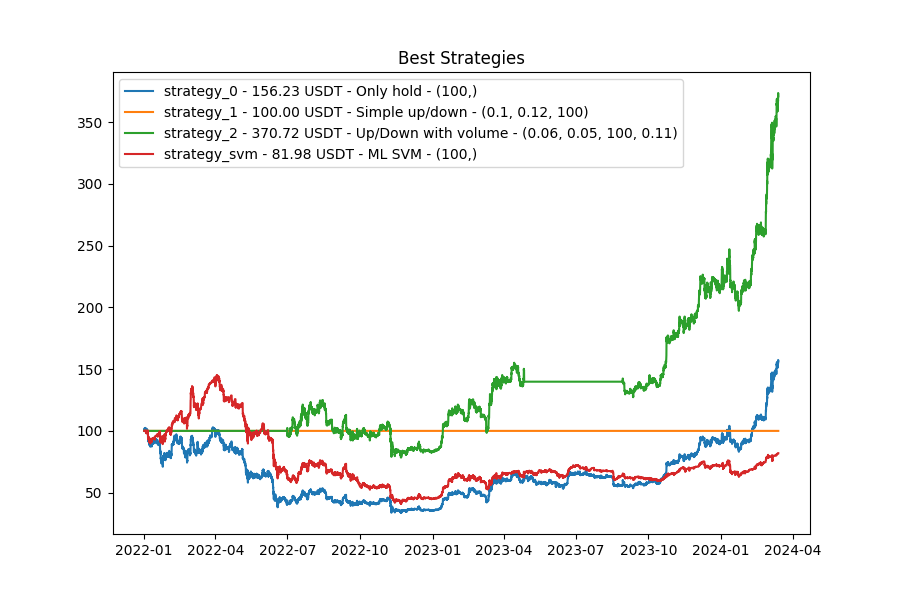 Best Strategies
strategy_0 - 156.23 USDT - Only hold - (100,)
strategy_1 - 100.00 USDT - Simple up/down - (0.1, 0.12, 100)
strategy_2 - 370.72 USDT - Up/Down with volume - (0.06, 0.05, 100, 0.11)
strategy_svm - 81.98 USDT - ML SVM - (100,)
350
300
250
200
150
100
50
2022-01 2022-04 2022-07 2022-10 2023-01 2023-04 2023-07 2023-10 2024-01 2024-04